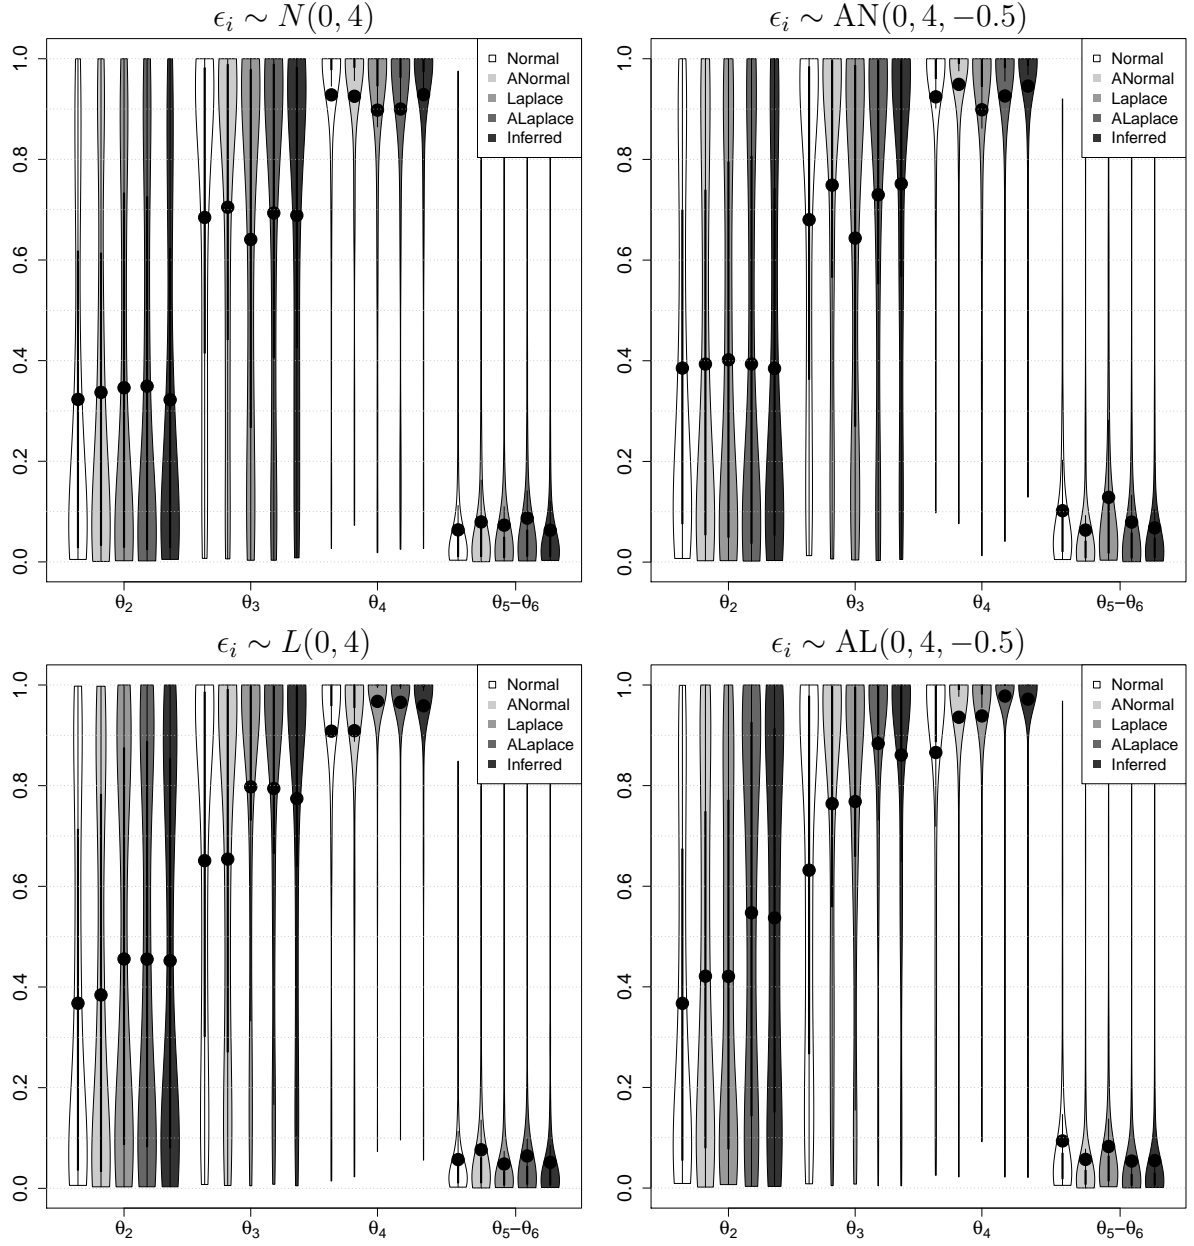 ϵᵢ ∼ N(0, 4)
1.0
0.8
0.6
0.4
0.2
0.0
Normal
ANormal
Laplace
ALaplace
Inferred
θ₂ θ₃ θ₄ θ₅−θ₆
ϵᵢ ∼ AN(0, 4, −0.5)
1.0
0.8
0.6
0.4
0.2
0.0
Normal
ANormal
Laplace
ALaplace
Inferred
θ₂ θ₃ θ₄ θ₅−θ₆
ϵᵢ ∼ L(0, 4)
1.0
0.8
0.6
0.4
0.2
0.0
Normal
ANormal
Laplace
ALaplace
Inferred
θ₂ θ₃ θ₄ θ₅−θ₆
ϵᵢ ∼ AL(0, 4, −0.5)
1.0
0.8
0.6
0.4
0.2
0.0
Normal
ANormal
Laplace
ALaplace
Inferred
θ₂ θ₃ θ₄ θ₅−θ₆